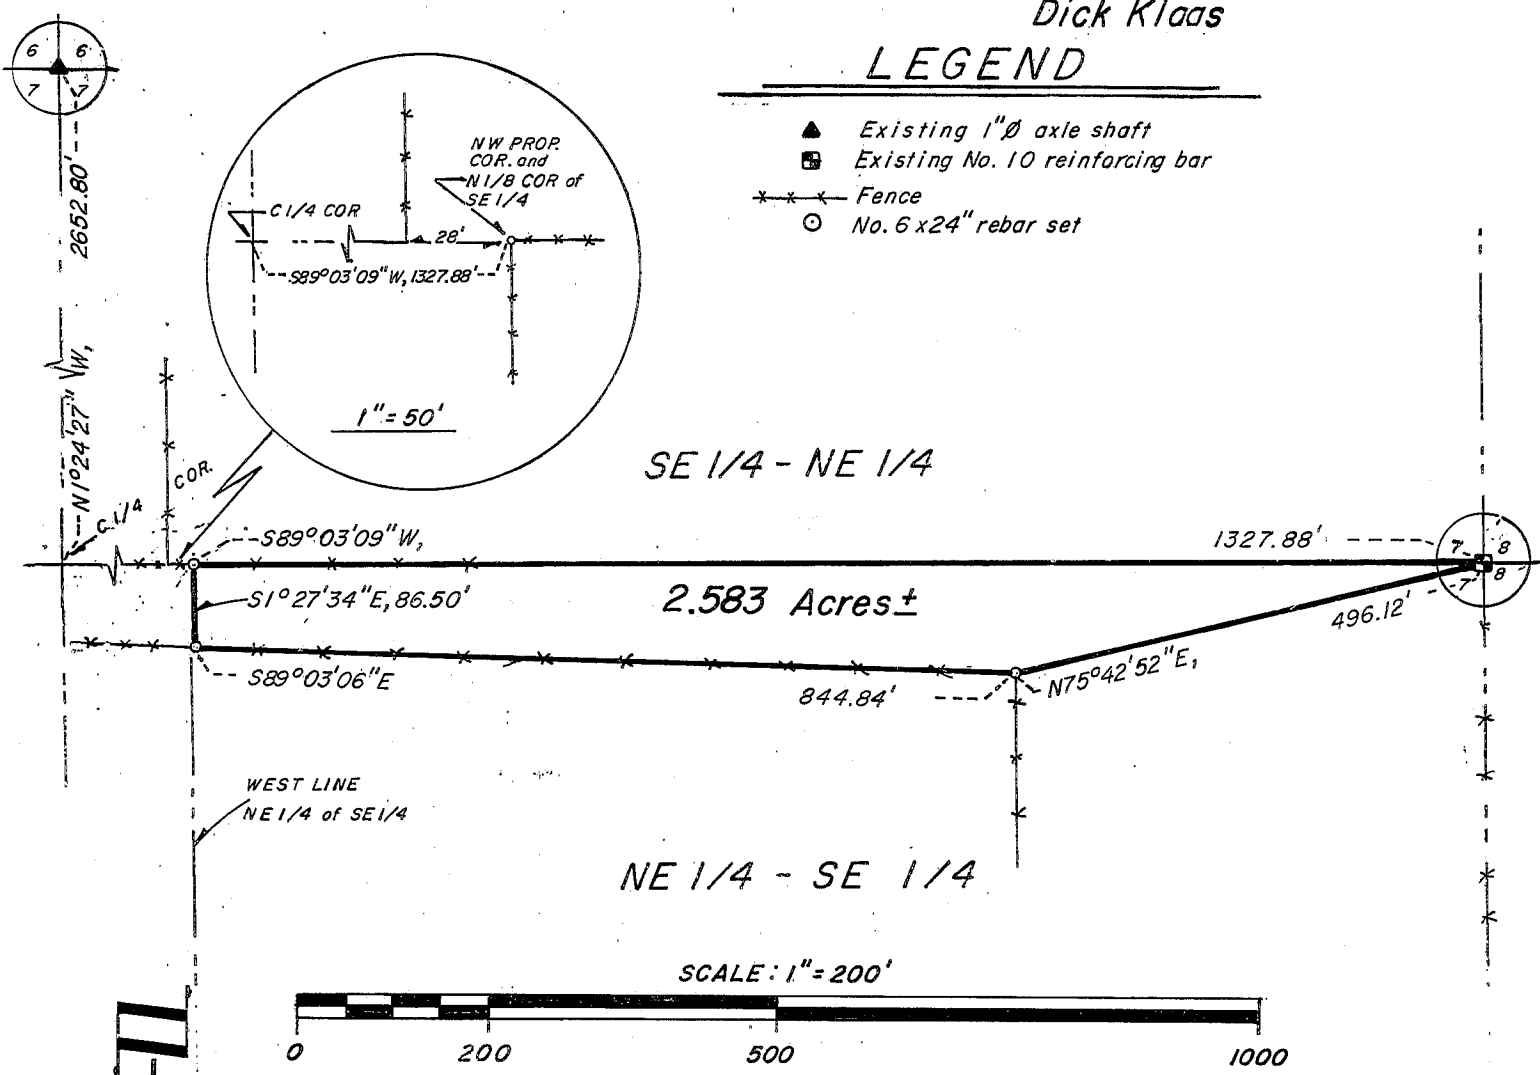 Dick Klaas
LEGEND
Existing 1"Ø axle shaft
Existing No. 10 reinforcing bar
Fence
No. 6 x 24" rebar set
6 6
7 7
2652.80'
N1°24'27"W,
C 1/4
COR.
NW PROP.
COR. and
N 1/8 COR of
SE 1/4
C 1/4 COR
28'
S89°03'09"W, 1327.88'
1"= 50'
SE 1/4 - NE 1/4
S89°03'09"W,
1327.88'
7 8
7 8
S1°27'34"E, 86.50'
2.583 Acres±
496.12'
S89°03'06"E
844.84'
N75°42'52"E,
WEST LINE
NE 1/4 of SE 1/4
NE 1/4 - SE 1/4
SCALE: 1"= 200'
0 200 500 1000